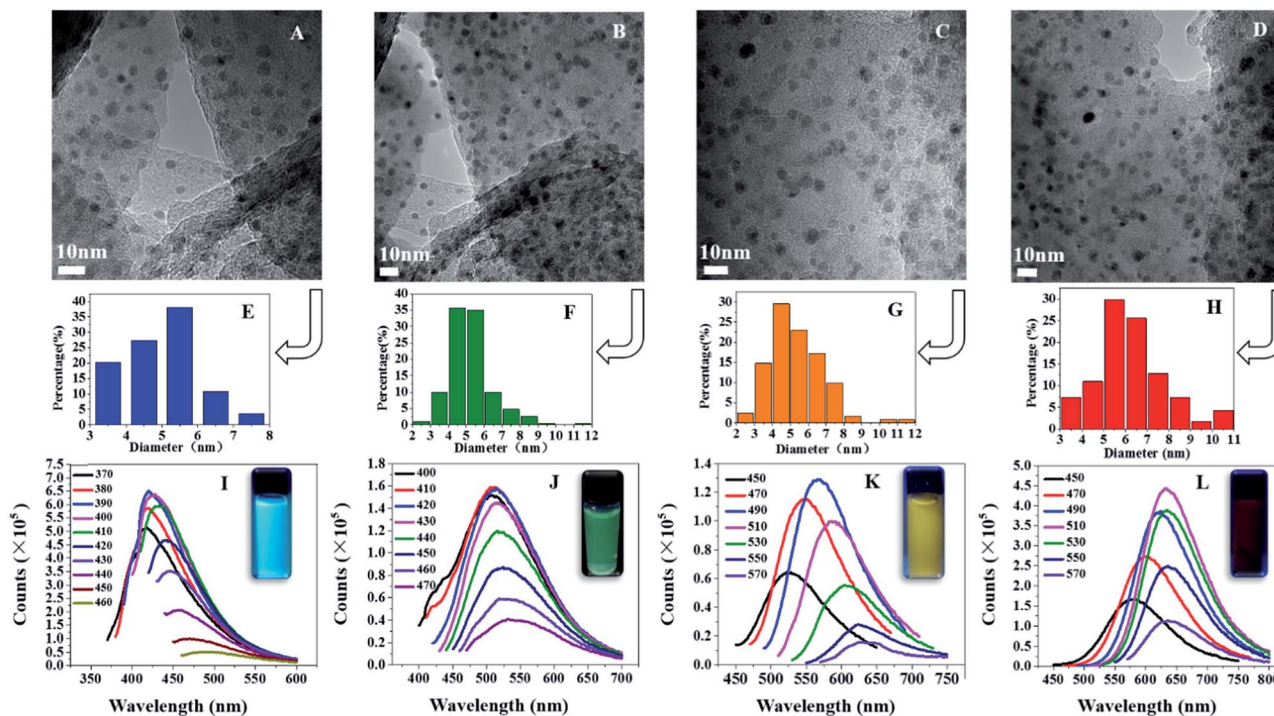 A
10nm
B
10nm
C
10nm
D
10nm
E
Percentage(%)
40
35
30
25
20
15
10
5
0
3 4 5 6 7 8
Diameter (nm)
F
Percentage(%)
40
35
30
25
20
15
10
5
0
2 3 4 5 6 7 8 9 10 11 12
Diameter (nm)
G
Percentage(%)
30
25
20
15
10
5
0
2 3 4 5 6 7 8 9 10 11 12
Diameter (nm)
H
Percentage (%)
30
25
20
15
10
5
0
3 4 5 6 7 8 9 10 11
Diameter (nm)
I
Counts (×10⁵)
7.5
7.0
6.5
6.0
5.5
5.0
4.5
4.0
3.5
3.0
2.5
2.0
1.5
1.0
0.5
0.0
370
380
390
400
410
420
430
440
450
460
350 400 450 500 550 600
Wavelength (nm)
J
Counts (×10⁵)
1.8
1.6
1.4
1.2
1.0
0.8
0.6
0.4
0.2
0.0
400
410
420
430
440
450
460
470
400 450 500 550 600 650 700
Wavelength (nm)
K
Counts (×10⁵)
1.4
1.2
1.0
0.8
0.6
0.4
0.2
0.0
450
470
490
510
530
550
570
450 500 550 600 650 700 750
Wavelength (nm)
L
Counts (×10⁵)
5.0
4.5
4.0
3.5
3.0
2.5
2.0
1.5
1.0
0.5
0.0
450
470
490
510
530
550
570
450 500 550 600 650 700 750 800
Wavelength (nm)